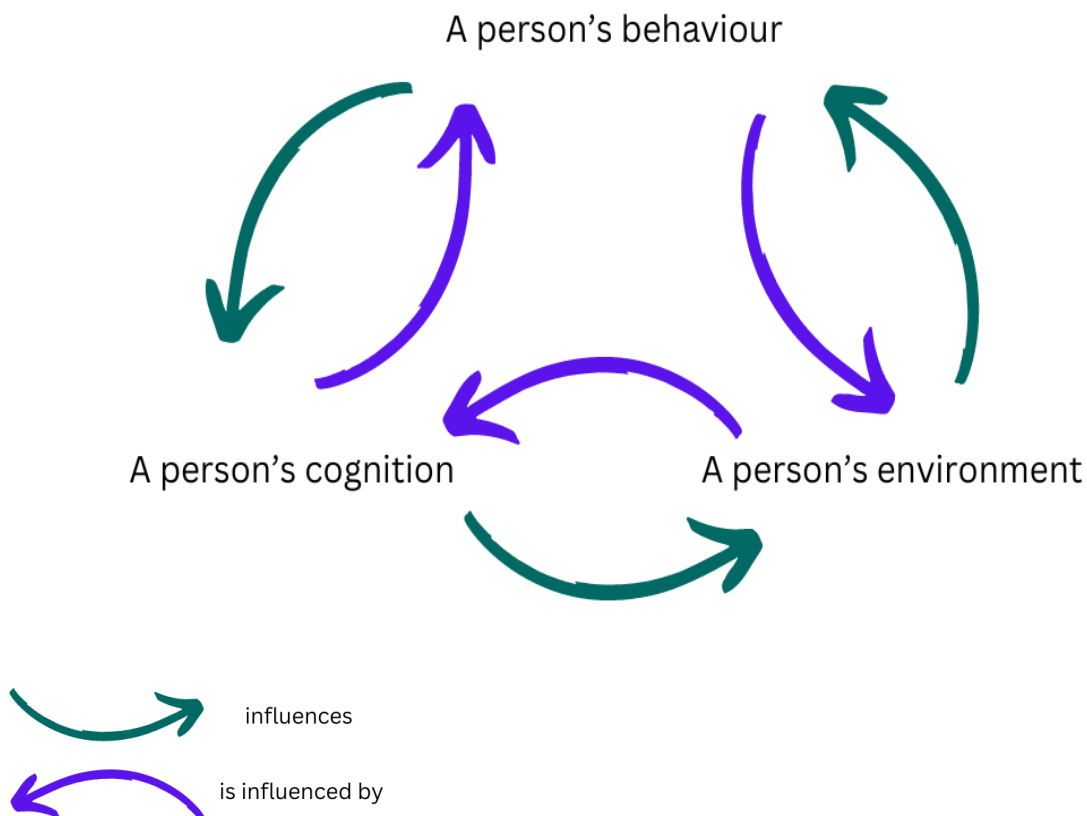 A person’s behaviour
A person’s cognition
A person’s environment
influences
is influenced by